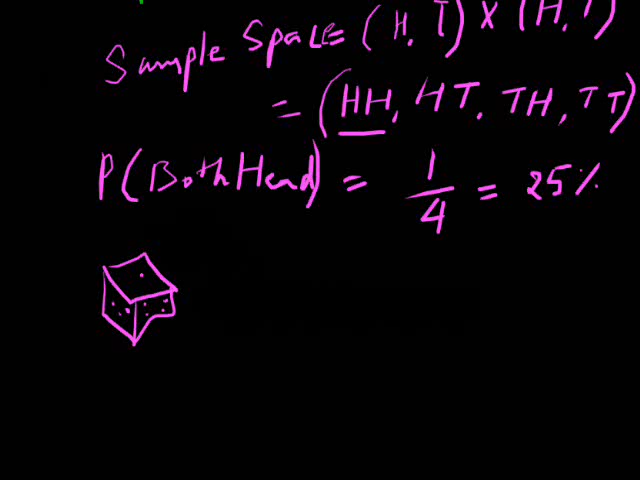 Sample Space = (H, T) X (H, T)
= (HH, HT, TH, TT)
P(Both Head) = 1/4 = 25%